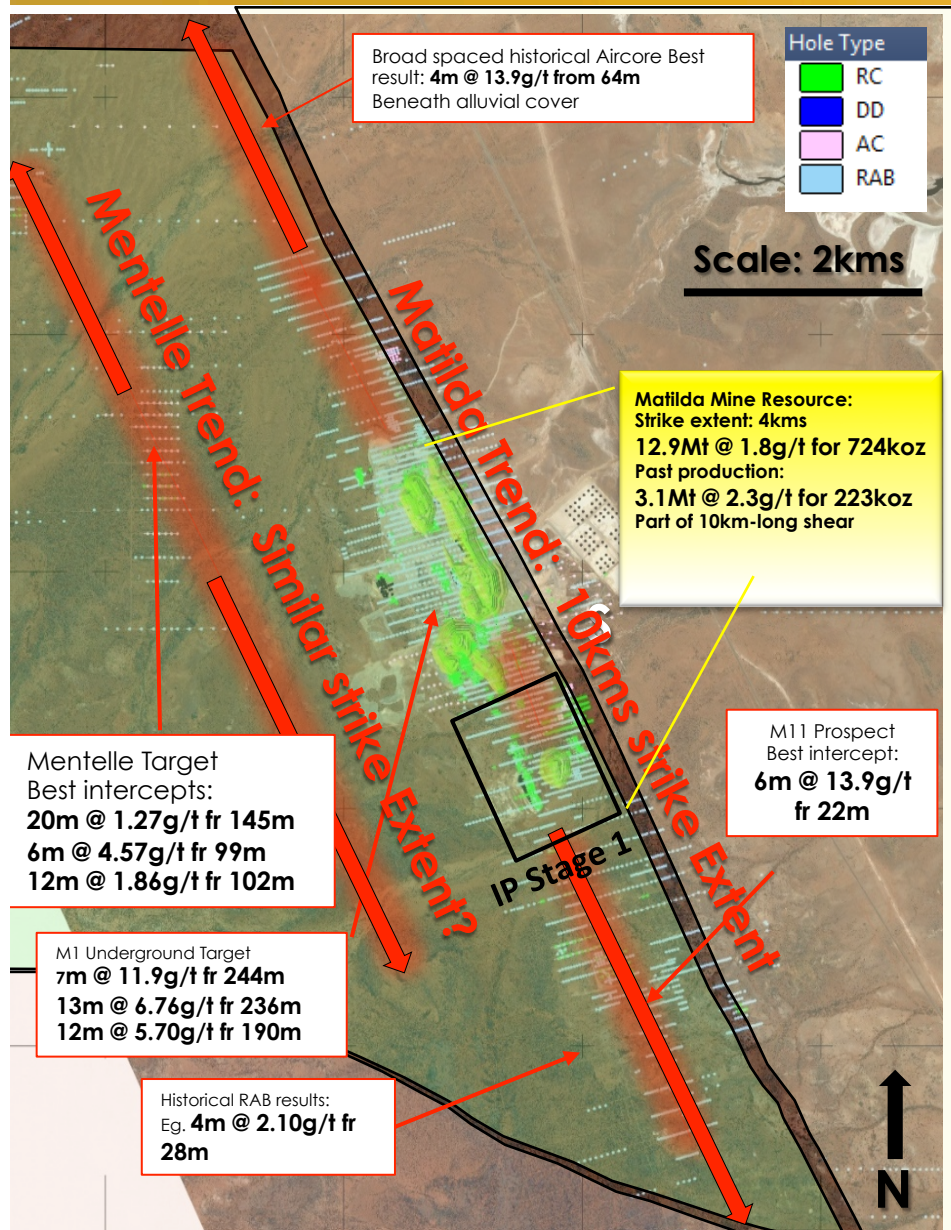 Broad spaced historical Aircore Best
result: 4m @ 13.9g/t from 64m
Beneath alluvial cover
Hole Type
RC
DD
AC
RAB
Scale: 2kms
Mentelle Trend: Similar strike Extent?
Matilda Trend: 10kms strike Extent
Matilda Mine Resource:
Strike extent: 4kms
12.9Mt @ 1.8g/t for 724koz
Past production:
3.1Mt @ 2.3g/t for 223koz
Part of 10km-long shear
M11 Prospect
Best intercept:
6m @ 13.9g/t
fr 22m
Mentelle Target
Best intercepts:
20m @ 1.27g/t fr 145m
6m @ 4.57g/t fr 99m
12m @ 1.86g/t fr 102m
IP Stage 1
M1 Underground Target
7m @ 11.9g/t fr 244m
13m @ 6.76g/t fr 236m
12m @ 5.70g/t fr 190m
Historical RAB results:
Eg. 4m @ 2.10g/t fr
28m
N